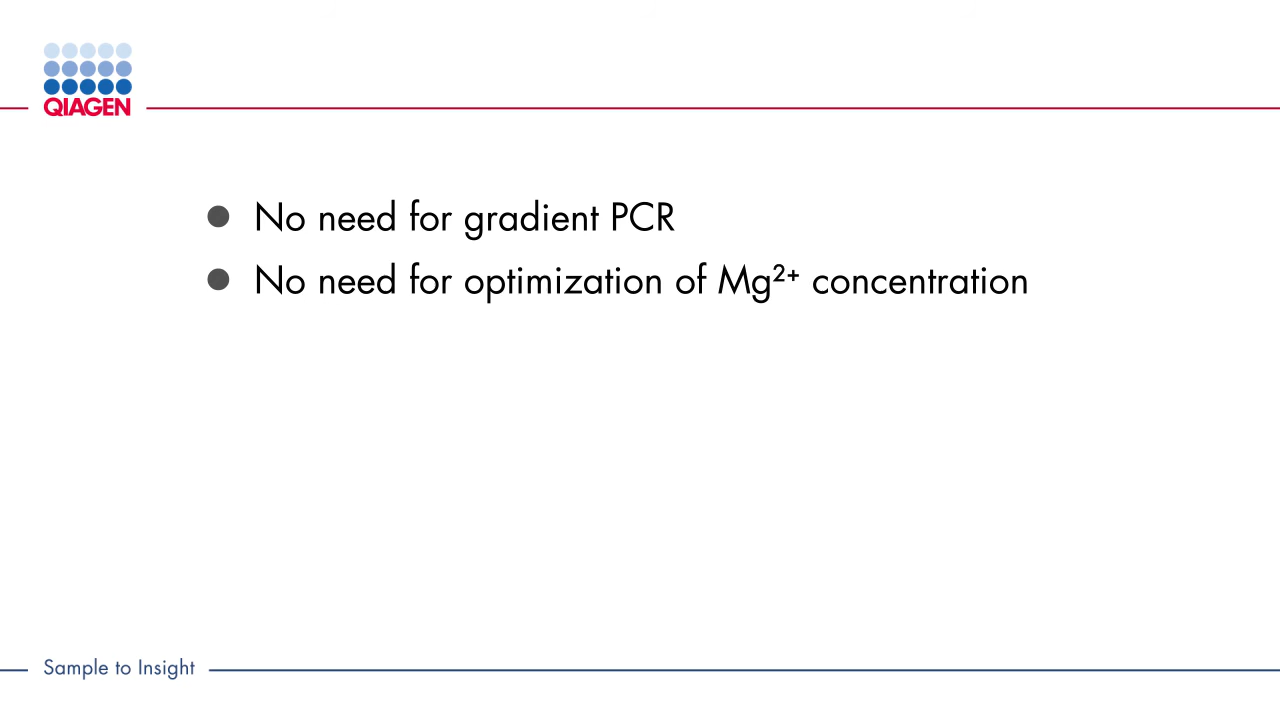 QIAGEN
● No need for gradient PCR
● No need for optimization of Mg²⁺ concentration
Sample to Insight